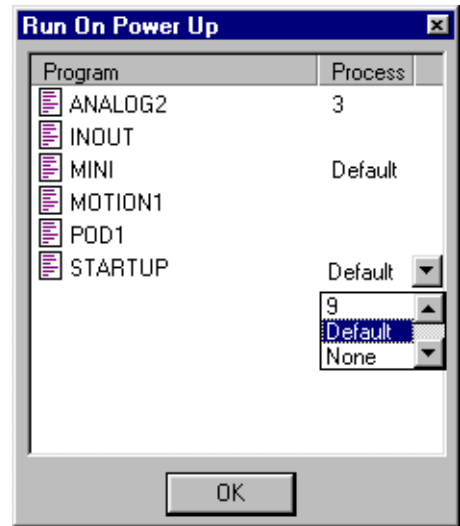 Run On Power Up
Program Process
ANALOG2 3
INOUT
MINI Default
MOTION1
POD1
STARTUP Default
9
Default
None
OK